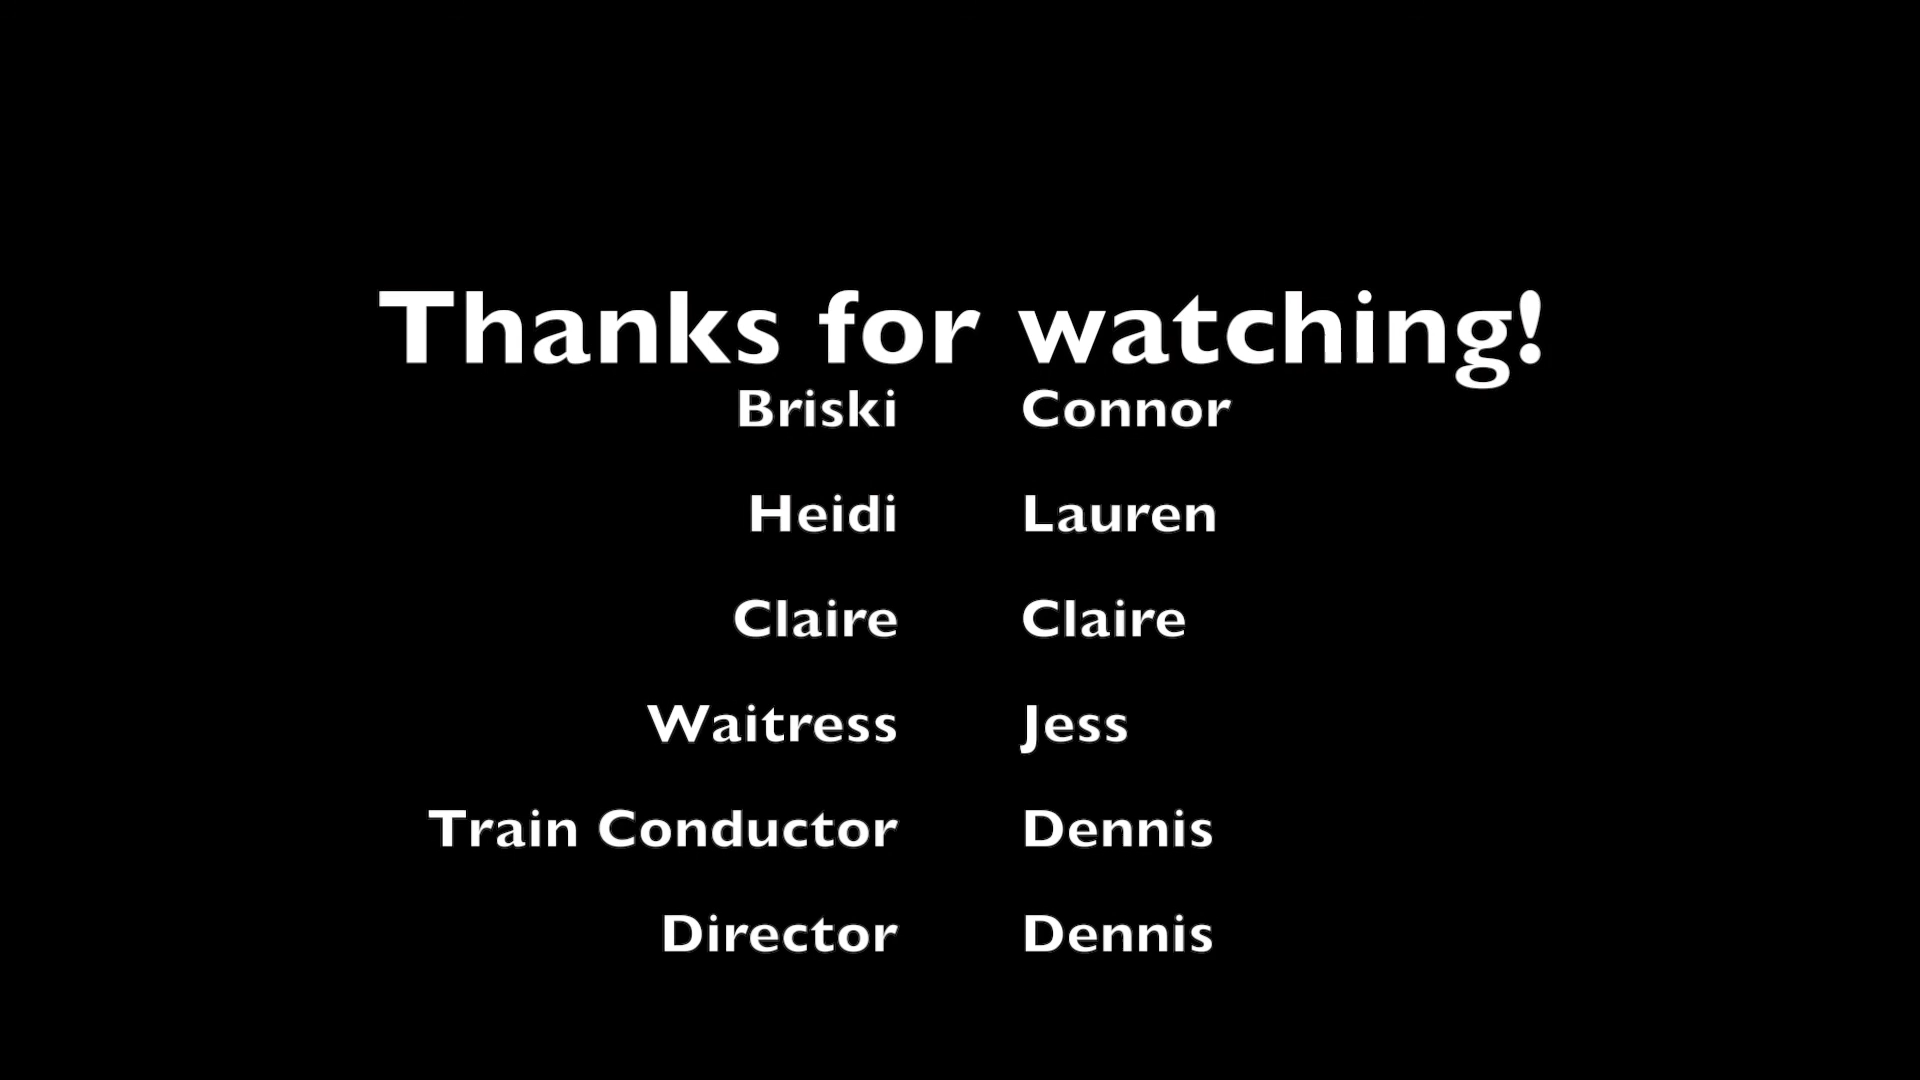 Thanks for watching!
Briski Connor
Heidi Lauren
Claire Claire
Waitress Jess
Train Conductor Dennis
Director Dennis